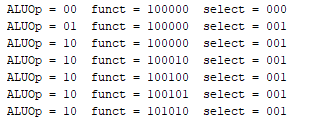 ALUOp = 00  funct = 100000  select = 000
ALUOp = 01  funct = 100000  select = 001
ALUOp = 10  funct = 100000  select = 001
ALUOp = 10  funct = 100010  select = 001
ALUOp = 10  funct = 100100  select = 001
ALUOp = 10  funct = 100101  select = 001
ALUOp = 10  funct = 101010  select = 001